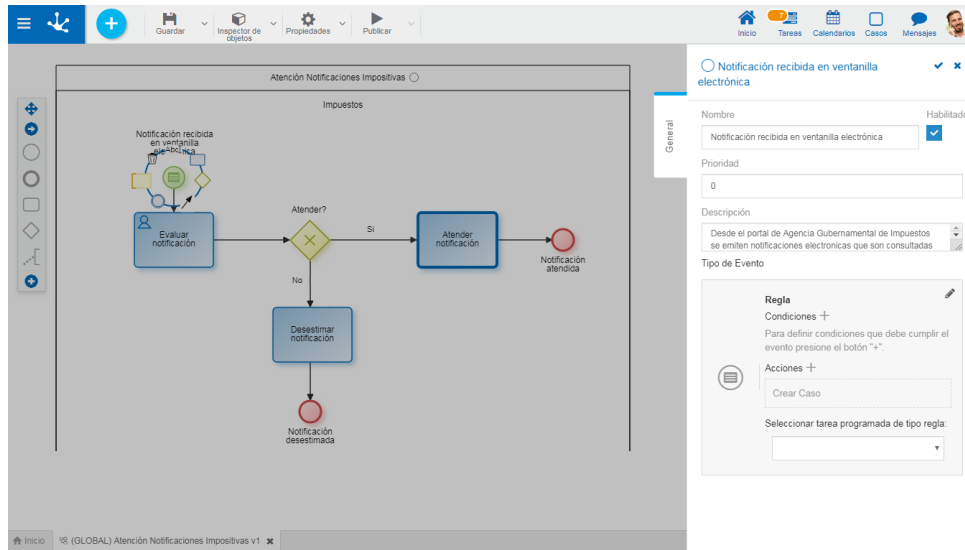 Guardar
Inspector de
objetos
Propiedades
Publicar
Inicio
7
Tareas
Calendarios
Casos
Mensajes
Atención Notificaciones Impositivas
Impuestos
Notificación recibida
en ventanilla
Abc
Evaluar
notificación
Atender?
Si
No
Atender
notificación
Notificación
atendida
Desestimar
notificación
Notificación
desestimada
General
Notificación recibida en ventanilla
electrónica
Nombre
Habilitado
Notificación recibida en ventanilla electrónica
Prioridad
0
Descripción
Desde el portal de Agencia Gubernamental de Impuestos
se emiten notificaciones electronicas que son consultadas
Tipo de Evento
Regla
Condiciones +
Para definir condiciones que debe cumplir el
evento presione el botón "+".
Acciones +
Crear Caso
Seleccionar tarea programada de tipo regla:
Inicio
(GLOBAL) Atención Notificaciones Impositivas v1